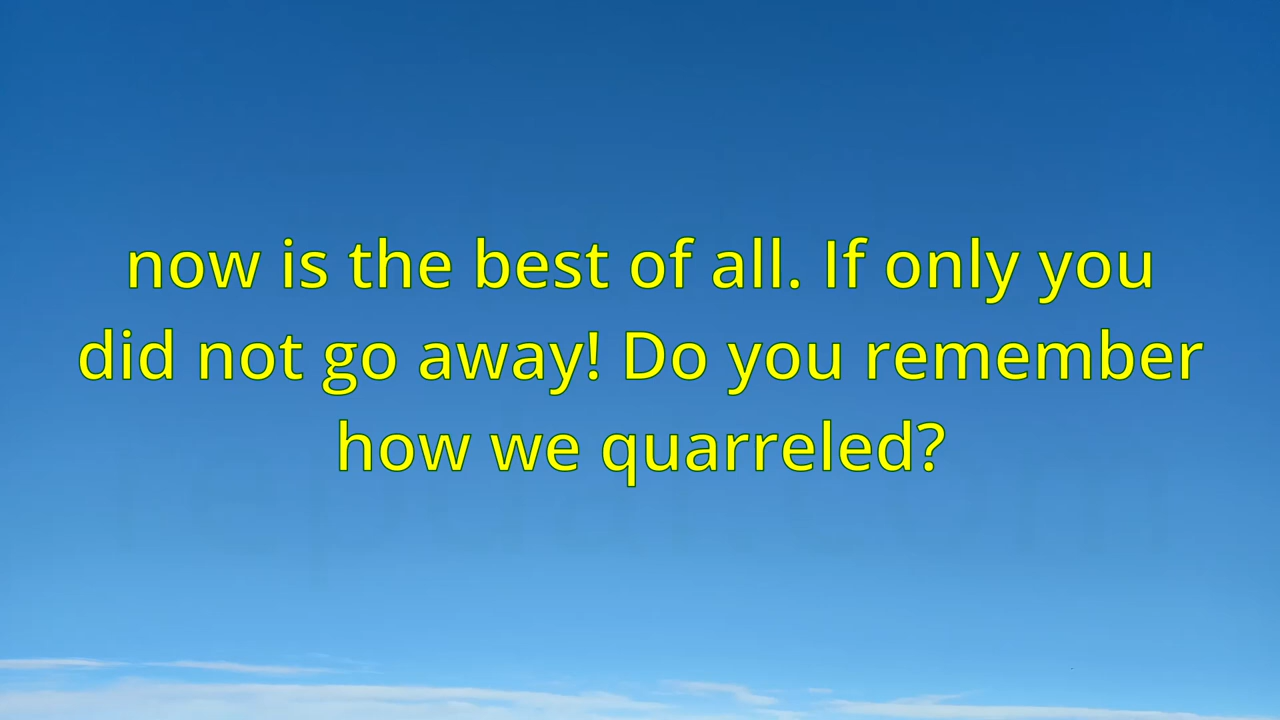 now is the best of all. If only you
did not go away! Do you remember
how we quarreled?